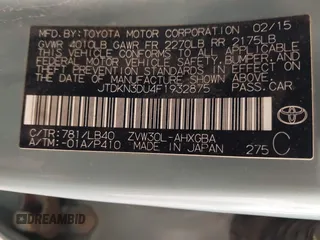 MFD. BY: TOYOTA MOTOR CORPORATION 02/15
GVWR 4010LB GAWR FR 2270LB RR 2175LB
THIS VEHICLE CONFORMS TO ALL APPLICABLE
FEDERAL MOTOR VEHICLE SAFETY, BUMPER, AND
THEFT PREVENTION STANDARDS IN EFFECT ON
THE DATE OF MANUFACTURE SHOWN ABOVE.
JTDKN3DU4F1932875 PASS.CAR
C/TR:781/LB40 ZVW30L-AHXGBA
A/TM:-01A/P410 MADE IN JAPAN 275 C
TOYOTA
DREAMBID